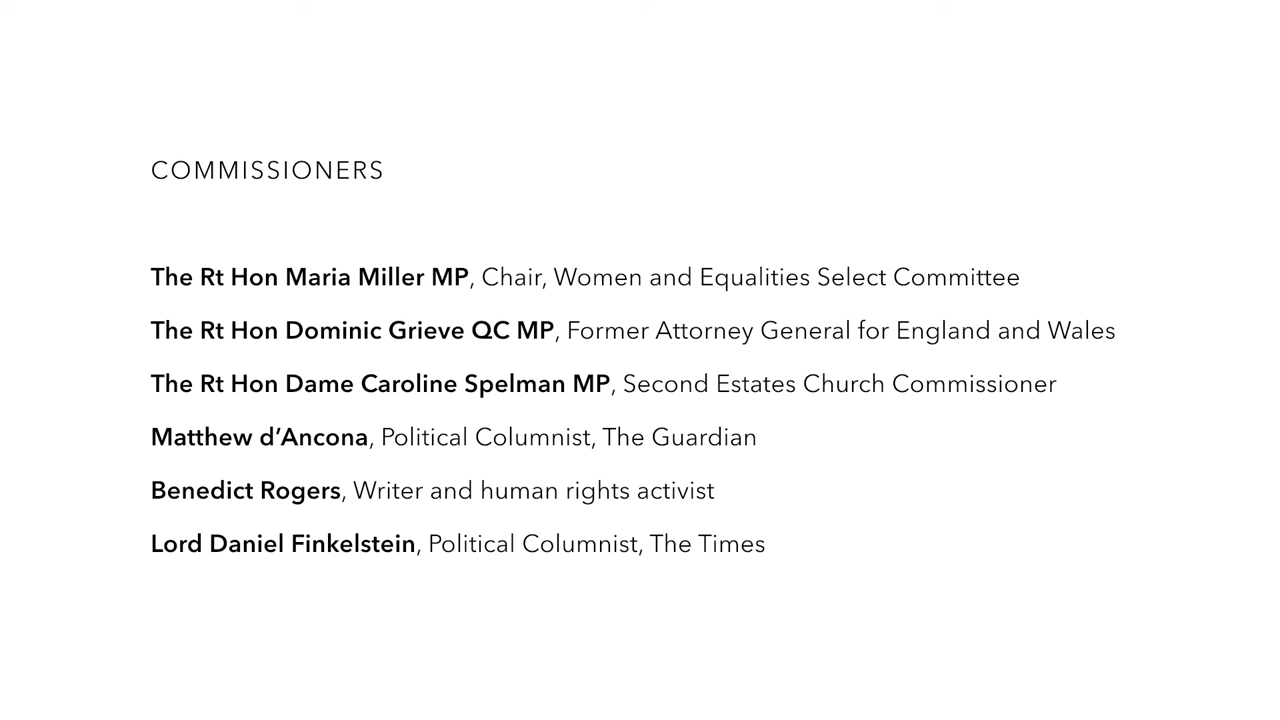 COMMISSIONERS
The Rt Hon Maria Miller MP, Chair, Women and Equalities Select Committee
The Rt Hon Dominic Grieve QC MP, Former Attorney General for England and Wales
The Rt Hon Dame Caroline Spelman MP, Second Estates Church Commissioner
Matthew d’Ancona, Political Columnist, The Guardian
Benedict Rogers, Writer and human rights activist
Lord Daniel Finkelstein, Political Columnist, The Times